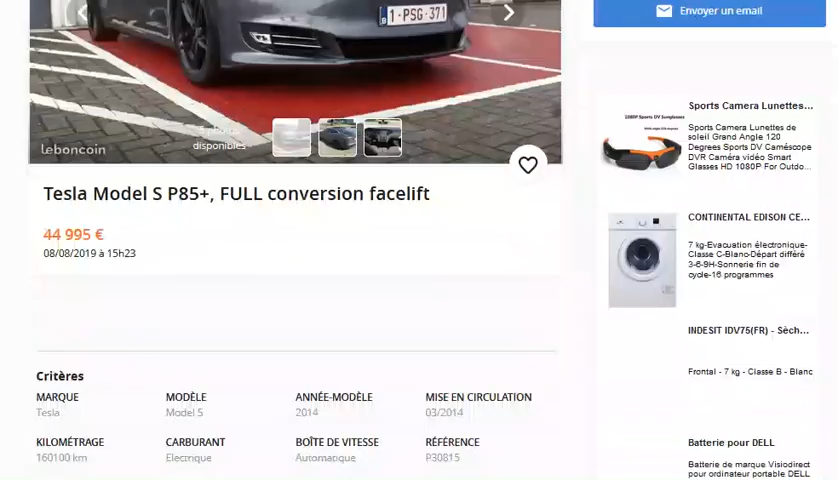 1-PSG-371
Envoyer un email
leboncoin
disponibles
Tesla Model S P85+, FULL conversion facelift
44 995 €
08/08/2019 à 15h23
Critères
MARQUE
MODÈLE
ANNÉE-MODÈLE
MISE EN CIRCULATION
Tesla
Model S
2014
03/2014
KILOMÉTRAGE
CARBURANT
BOÎTE DE VITESSE
RÉFÉRENCE
160100 km
Electrique
Automatique
P30815
Sports Camera Lunettes...
Sports Camera Lunettes de
soleil Grand Angle 120
Degrees Sports DV Caméscope
DVR Caméra vidéo Smart
Glasses HD 1080P For Outdo...
CONTINENTAL EDISON CE...
7 kg-Evacuation électronique-
Classe C-Blanc-Départ différé
3-6-9H-Sonnerie fin de
cycle-16 programmes
INDESIT IDV75(FR) - Sèch...
Frontal - 7 kg - Classe B - Blanc
Batterie pour DELL
Batterie de marque Visiodirect
pour ordinateur portable DELL